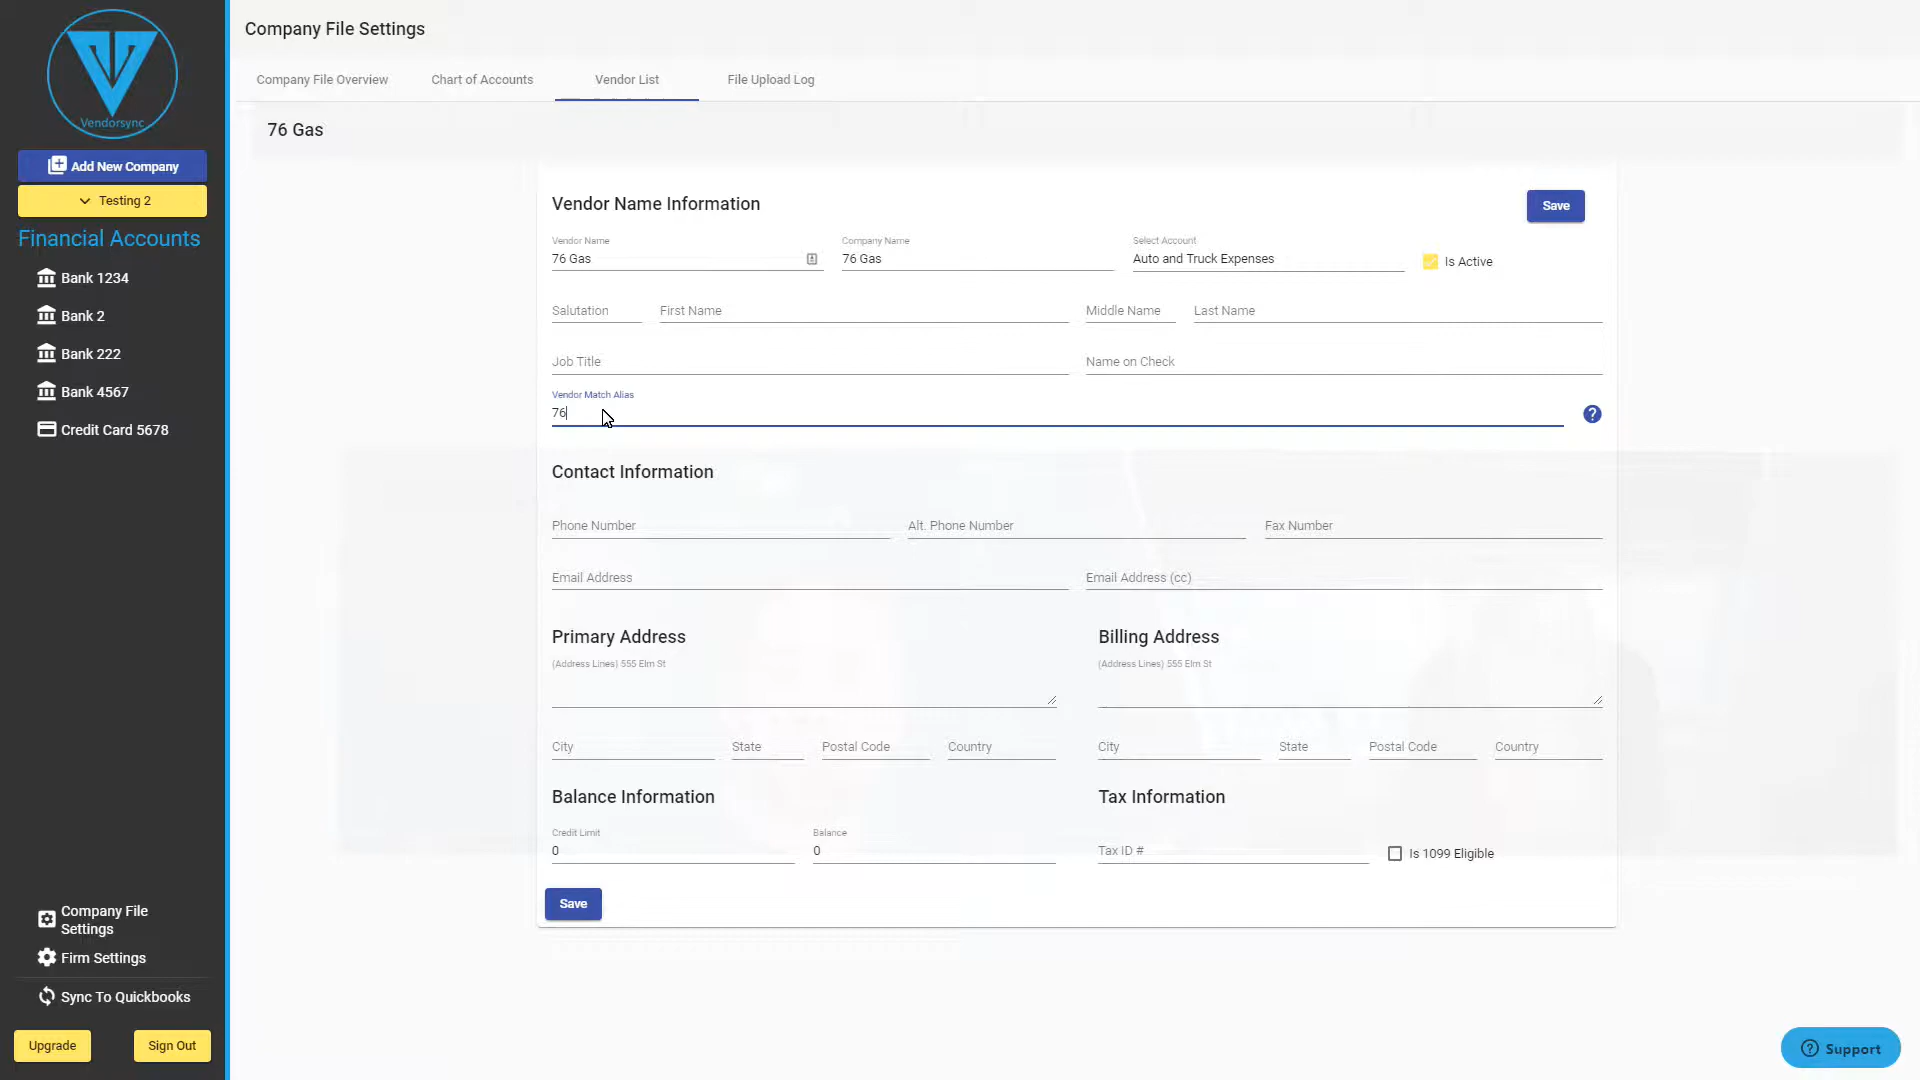 Vendorsync
Add New Company
Testing 2
Financial Accounts
Bank 1234
Bank 2
Bank 222
Bank 4567
Credit Card 5678
Company File
Settings
Firm Settings
Sync To Quickbooks
Upgrade
Sign Out
Company File Settings
Company File Overview
Chart of Accounts
Vendor List
File Upload Log
76 Gas
Vendor Name Information
Save
Vendor Name
Company Name
Select Account
76 Gas
76 Gas
Auto and Truck Expenses
Is Active
Salutation
First Name
Middle Name
Last Name
Job Title
Name on Check
Vendor Match Alias
76
?
Contact Information
Phone Number
Alt. Phone Number
Fax Number
Email Address
Email Address (cc)
Primary Address
Billing Address
(Address Lines) 555 Elm St
(Address Lines) 555 Elm St
City
State
Postal Code
Country
City
State
Postal Code
Country
Balance Information
Tax Information
Credit Limit
Balance
0
0
Tax ID #
Is 1099 Eligible
Save
? Support